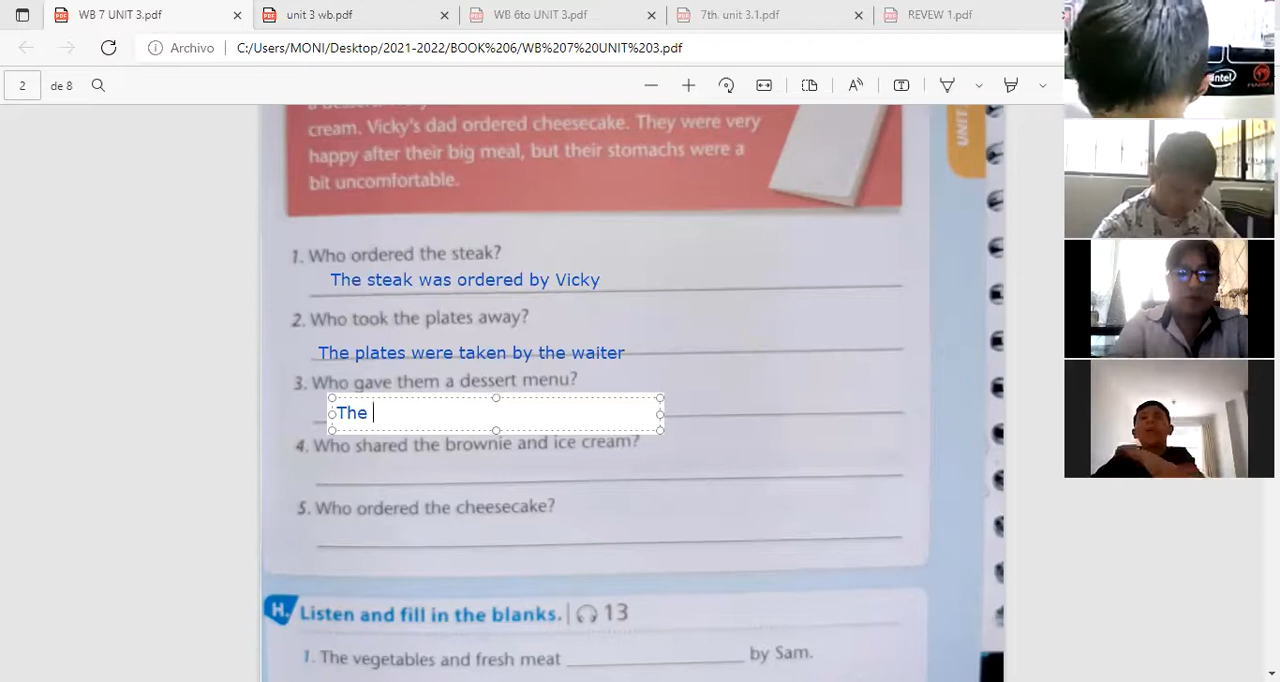 WB 7 UNIT 3.pdf
unit 3 wb.pdf
WB 6to UNIT 3.pdf
7th. unit 3.1.pdf
REVEW 1.pdf
Archivo
C:/Users/MONI/Desktop/2021-2022/BOOK%206/WB%207%20UNIT%203.pdf
2 de 8
cream. Vicky's dad ordered cheesecake. They were very
happy after their big meal, but their stomachs were a
bit uncomfortable.
UNIT
1. Who ordered the steak?
The steak was ordered by Vicky
2. Who took the plates away?
The plates were taken by the waiter
3. Who gave them a dessert menu?
The
4. Who shared the brownie and ice cream?
5. Who ordered the cheesecake?
H. Listen and fill in the blanks. 13
1. The vegetables and fresh meat by Sam.
intel